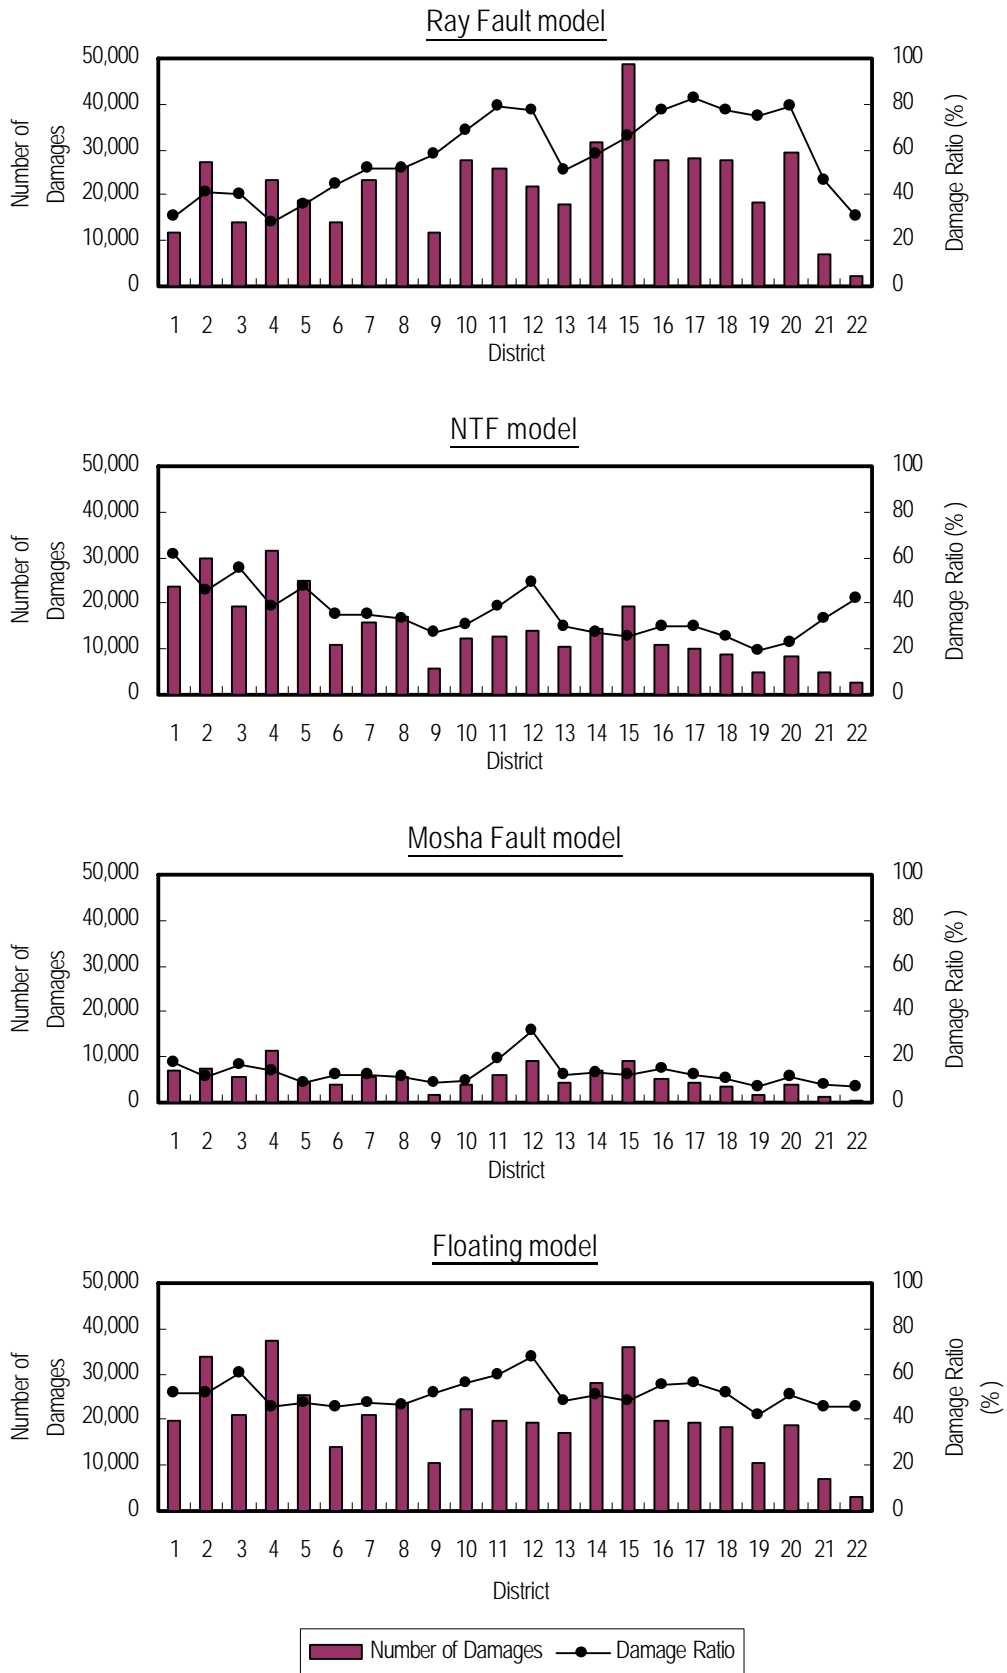 Ray Fault model
50,000
40,000
30,000
20,000
10,000
0
Number of
Damages
100
80
60
40
20
0
Damage Ratio (%)
1 2 3 4 5 6 7 8 9 10 11 12 13 14 15 16 17 18 19 20 21 22
District
NTF model
50,000
40,000
30,000
20,000
10,000
0
Number of
Damages
100
80
60
40
20
0
Damage Ratio (%)
1 2 3 4 5 6 7 8 9 10 11 12 13 14 15 16 17 18 19 20 21 22
District
Mosha Fault model
50,000
40,000
30,000
20,000
10,000
0
Number of
Damages
100
80
60
40
20
0
Damage Ratio (%)
1 2 3 4 5 6 7 8 9 10 11 12 13 14 15 16 17 18 19 20 21 22
District
Floating model
50,000
40,000
30,000
20,000
10,000
0
Number of
Damages
100
80
60
40
20
0
Damage Ratio
(%)
1 2 3 4 5 6 7 8 9 10 11 12 13 14 15 16 17 18 19 20 21 22
District
Number of Damages Damage Ratio